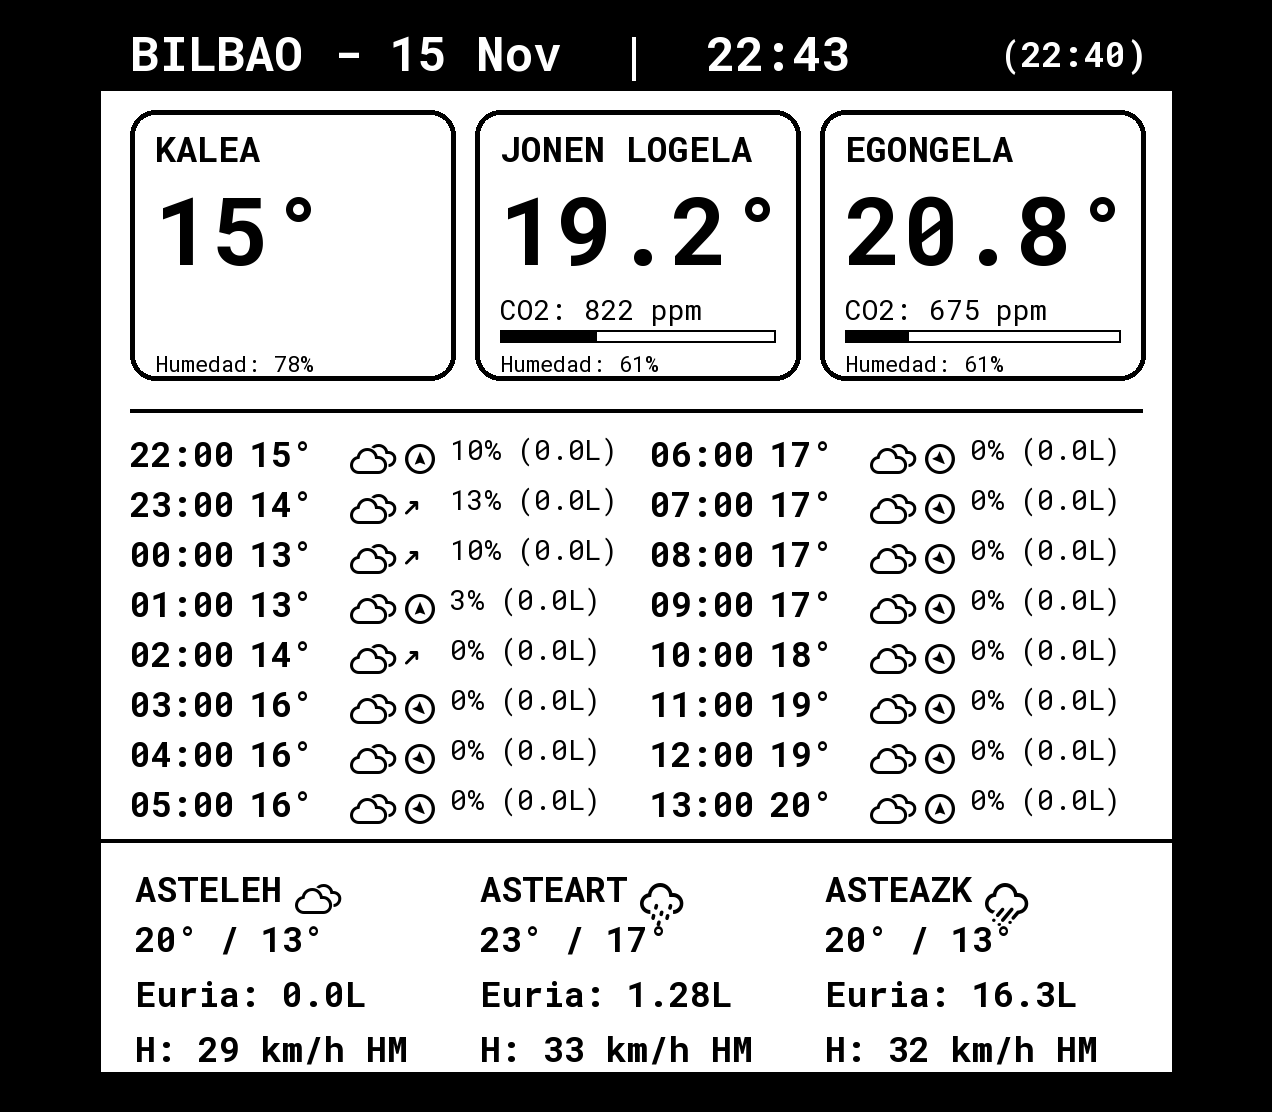 BILBAO - 15 Nov | 22:43 (22:40)
KALEA
15°
Humedad: 78%
JONEN LOGELA
19.2°
CO2: 822 ppm
Humedad: 61%
EGONGELA
20.8°
CO2: 675 ppm
Humedad: 61%
22:00 15° 10% (0.0L)
23:00 14° 13% (0.0L)
00:00 13° 10% (0.0L)
01:00 13° 3% (0.0L)
02:00 14° 0% (0.0L)
03:00 16° 0% (0.0L)
04:00 16° 0% (0.0L)
05:00 16° 0% (0.0L)
06:00 17° 0% (0.0L)
07:00 17° 0% (0.0L)
08:00 17° 0% (0.0L)
09:00 17° 0% (0.0L)
10:00 18° 0% (0.0L)
11:00 19° 0% (0.0L)
12:00 19° 0% (0.0L)
13:00 20° 0% (0.0L)
ASTELEH
20° / 13°
Euria: 0.0L
H: 29 km/h HM
ASTEART
23° / 17°
Euria: 1.28L
H: 33 km/h HM
ASTEAZK
20° / 13°
Euria: 16.3L
H: 32 km/h HM